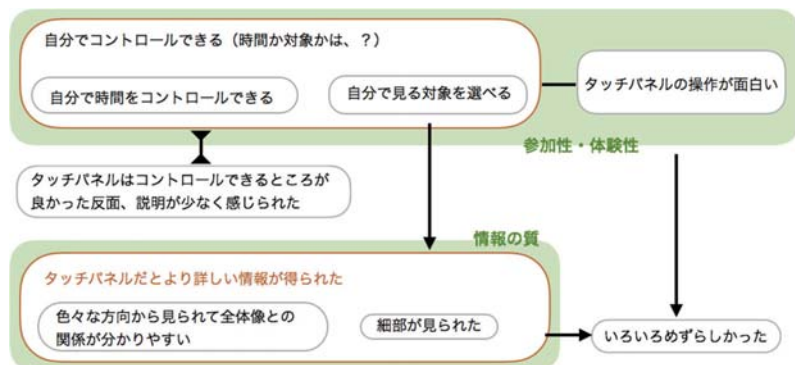 自分でコントロールできる（時間か対象かは、？）
自分で時間をコントロールできる
自分で見る対象を選べる
タッチパネルの操作が面白い
参加性・体験性
タッチパネルはコントロールできるところが
良かった反面、説明が少なく感じられた
情報の質
タッチパネルだとより詳しい情報が得られた
色々な方向から見られて全体像との
関係が分かりやすい
細部が見られた
いろいろめずらしかった